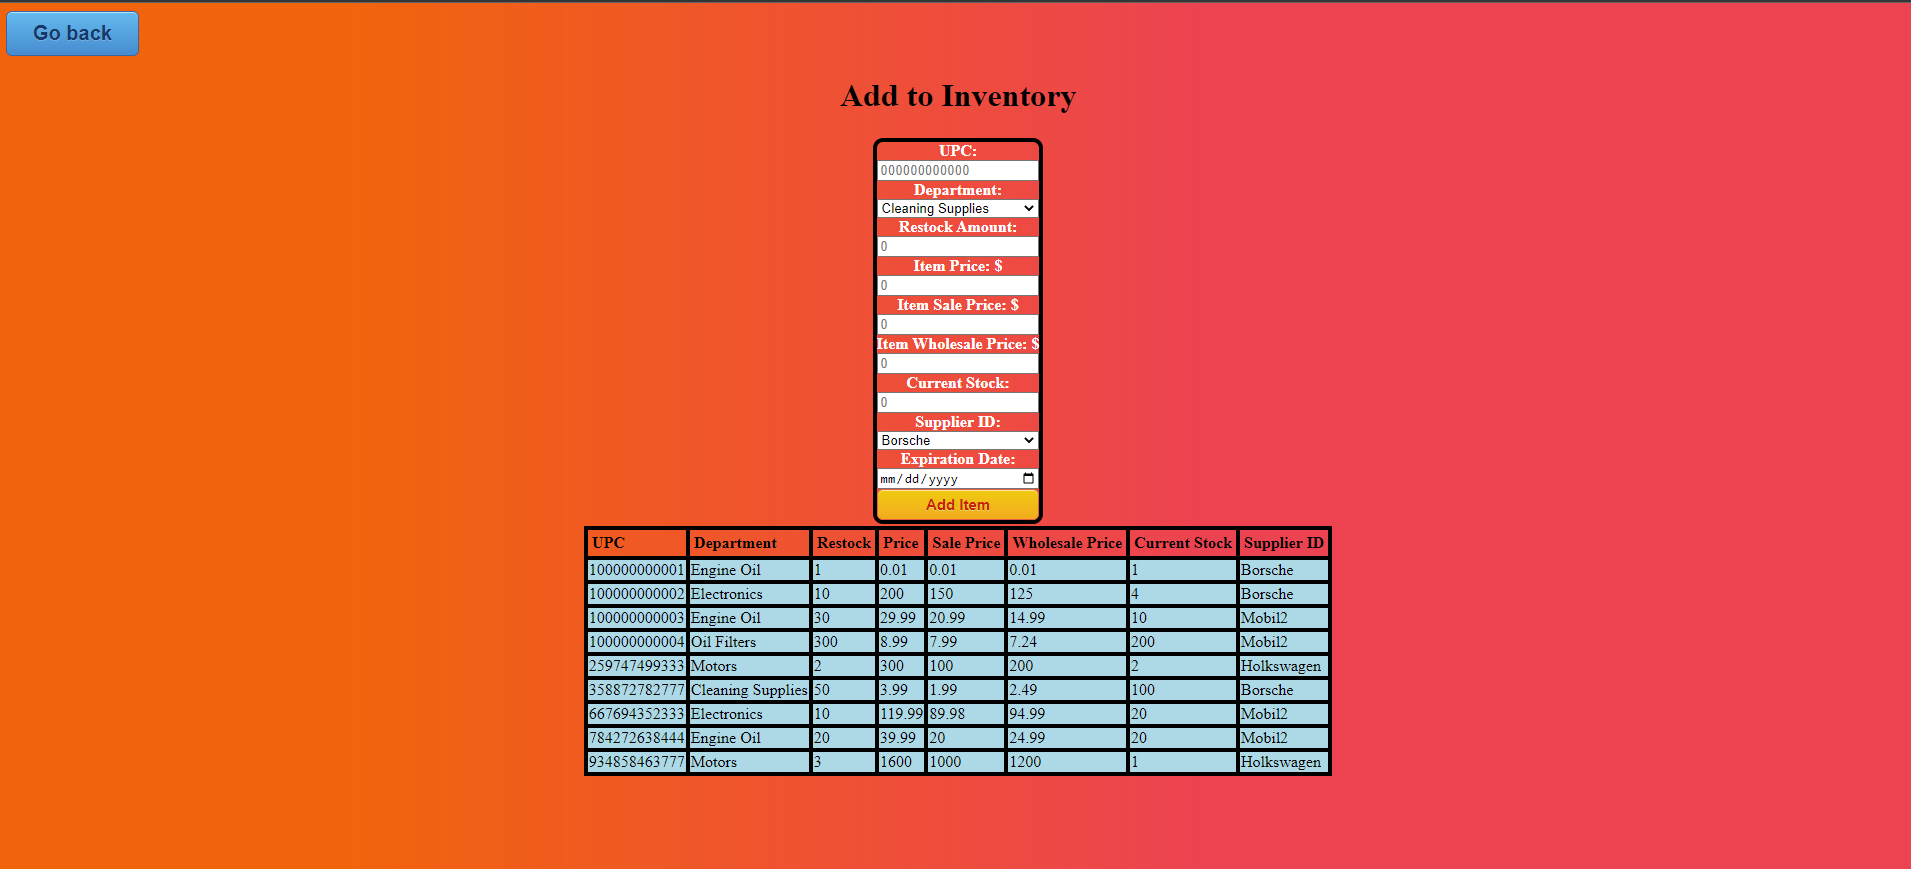 Go back
Add to Inventory
UPC:
000000000000
Department:
Cleaning Supplies
Restock Amount:
0
Item Price: $
0
Item Sale Price: $
0
Item Wholesale Price: $
0
Current Stock:
0
Supplier ID:
Borsche
Expiration Date:
mm/dd/yyyy
Add Item
UPC Department Restock Price Sale Price Wholesale Price Current Stock Supplier ID
100000000001 Engine Oil 1 0.01 0.01 0.01 1 Borsche
100000000002 Electronics 10 200 150 125 4 Borsche
100000000003 Engine Oil 30 29.99 20.99 14.99 10 Mobil2
100000000004 Oil Filters 300 8.99 7.99 7.24 200 Mobil2
259747499333 Motors 2 300 100 200 2 Holkswagen
358872782777 Cleaning Supplies 50 3.99 1.99 2.49 100 Borsche
667694352333 Electronics 10 119.99 89.98 94.99 20 Mobil2
784272638444 Engine Oil 20 39.99 20 24.99 20 Mobil2
934858463777 Motors 3 1600 1000 1200 1 Holkswagen